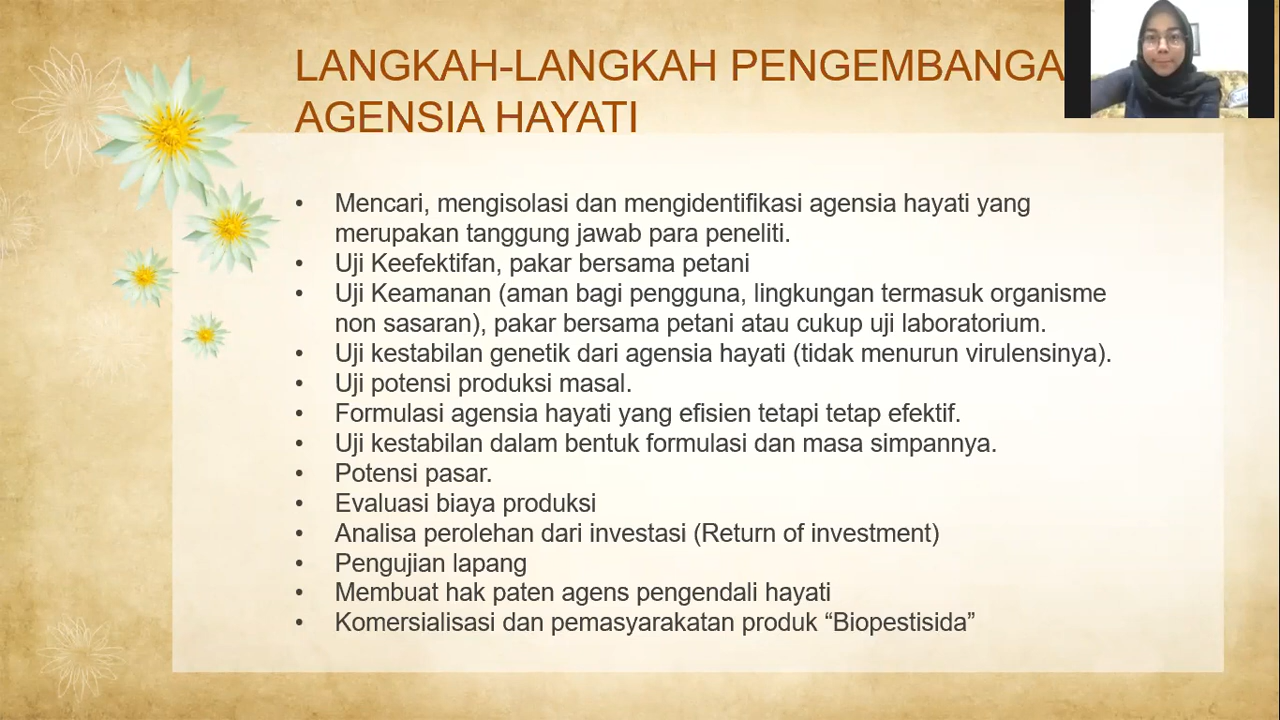 LANGKAH-LANGKAH PENGEMBANGA
AGENSIA HAYATI
• Mencari, mengisolasi dan mengidentifikasi agensia hayati yang
merupakan tanggung jawab para peneliti.
• Uji Keefektifan, pakar bersama petani
• Uji Keamanan (aman bagi pengguna, lingkungan termasuk organisme
non sasaran), pakar bersama petani atau cukup uji laboratorium.
• Uji kestabilan genetik dari agensia hayati (tidak menurun virulensinya).
• Uji potensi produksi masal.
• Formulasi agensia hayati yang efisien tetapi tetap efektif.
• Uji kestabilan dalam bentuk formulasi dan masa simpannya.
• Potensi pasar.
• Evaluasi biaya produksi
• Analisa perolehan dari investasi (Return of investment)
• Pengujian lapang
• Membuat hak paten agens pengendali hayati
• Komersialisasi dan pemasyarakatan produk “Biopestisida”